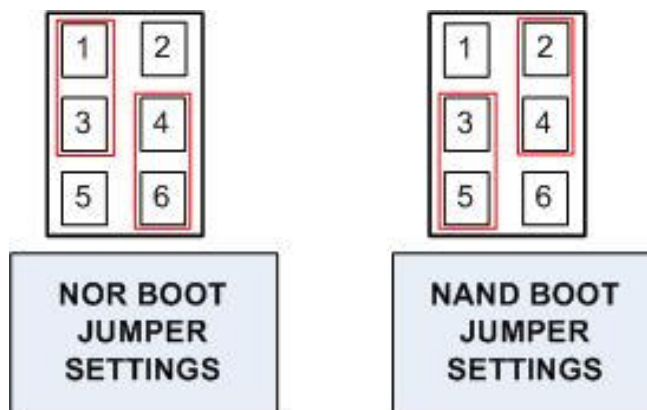 1 2
3 4
5 6
NOR BOOT
JUMPER
SETTINGS
1 2
3 4
5 6
NAND BOOT
JUMPER
SETTINGS